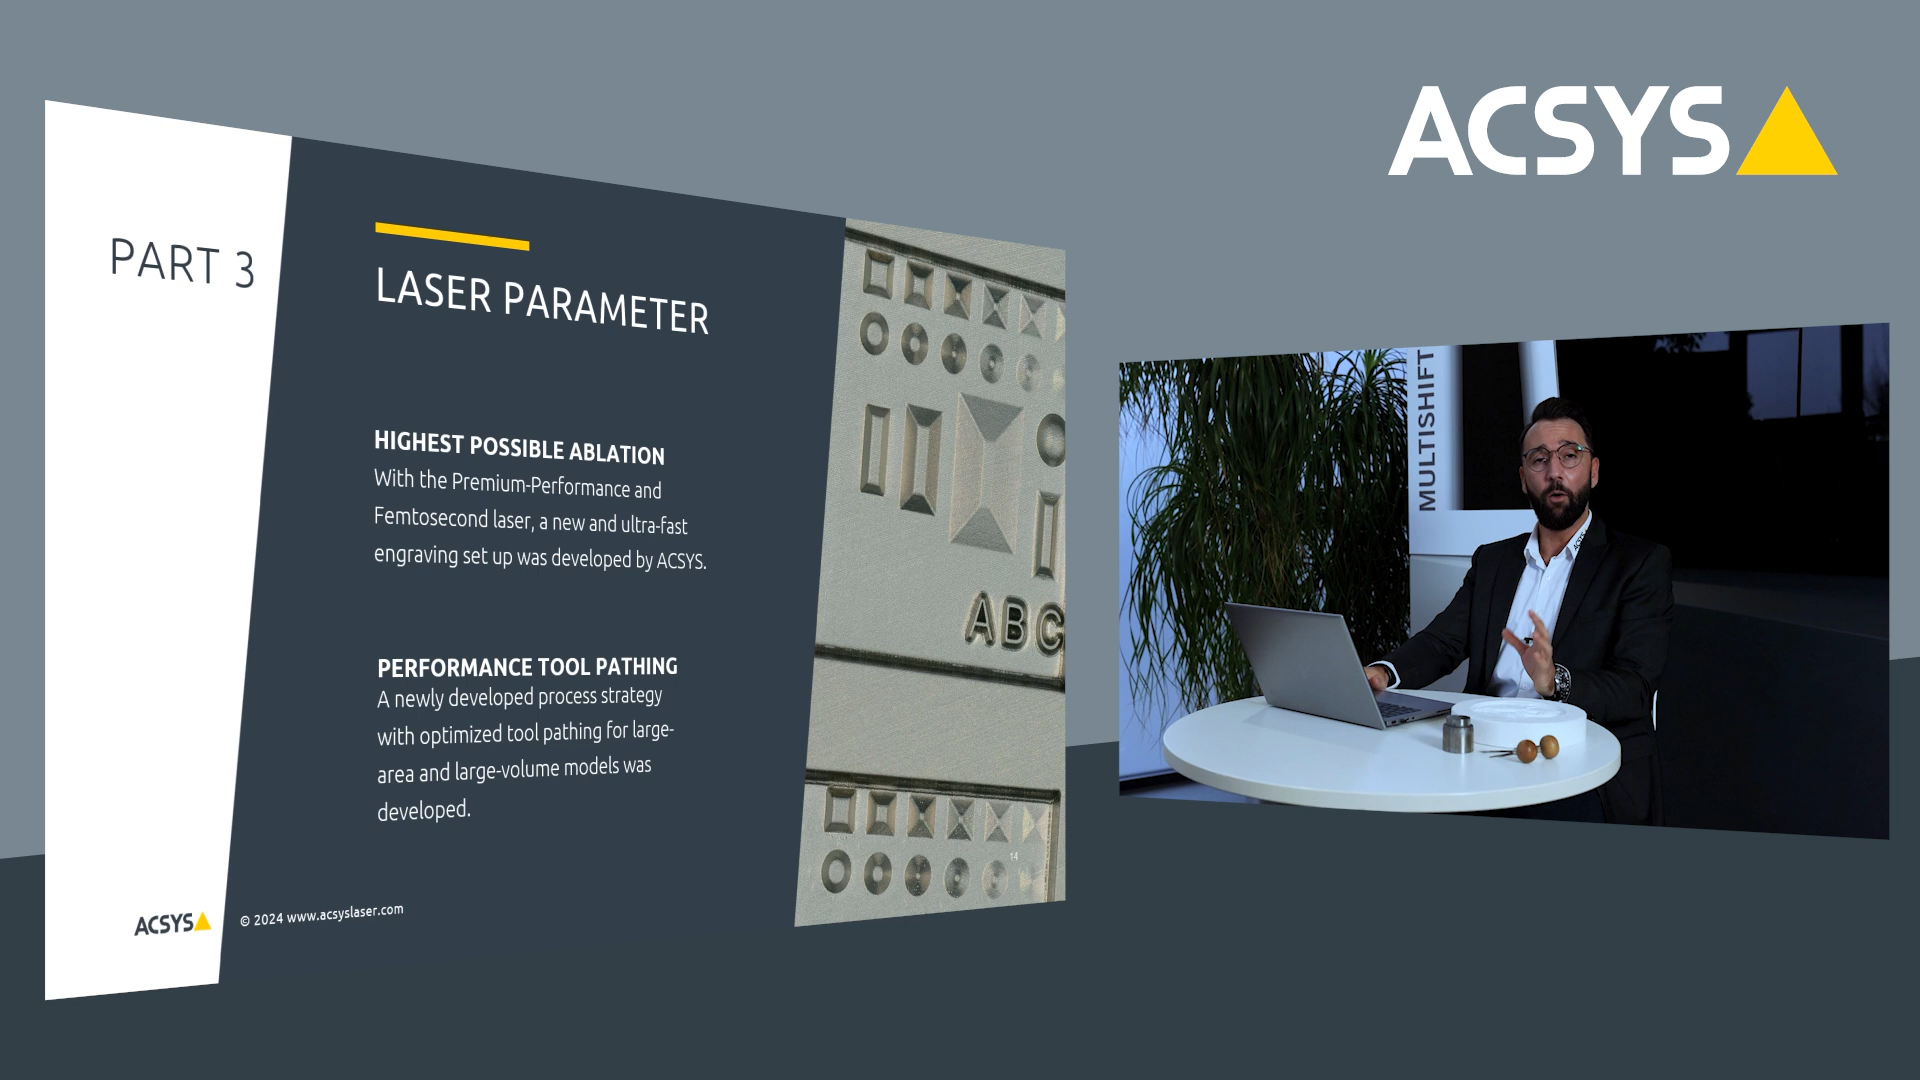 ACSYS
PART 3
LASER PARAMETER
HIGHEST POSSIBLE ABLATION
With the Premium-Performance and
Femtosecond laser, a new and ultra-fast
engraving set up was developed by ACSYS.
PERFORMANCE TOOL PATHING
A newly developed process strategy
with optimized tool pathing for large-
area and large-volume models was
developed.
ABC
14
ACSYS
© 2024 www.acsyslaser.com
MULTISHIFT
ACSYS